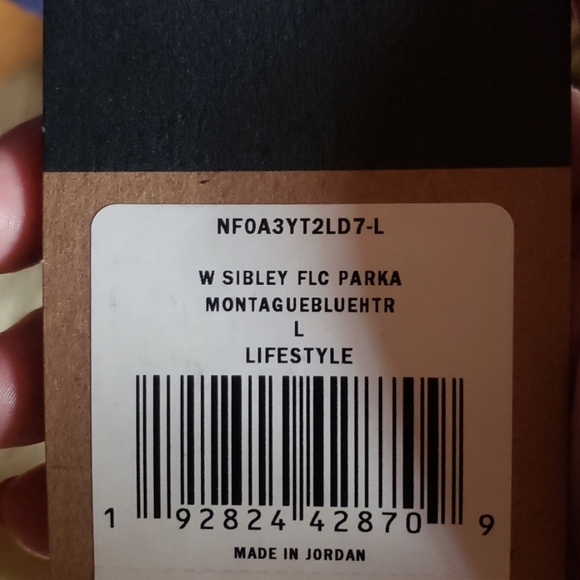 NF0A3YT2LD7-L
W SIBLEY FLC PARKA
MONTAGUEBLUEHTR
L
LIFESTYLE
1 92824 42870 9
MADE IN JORDAN